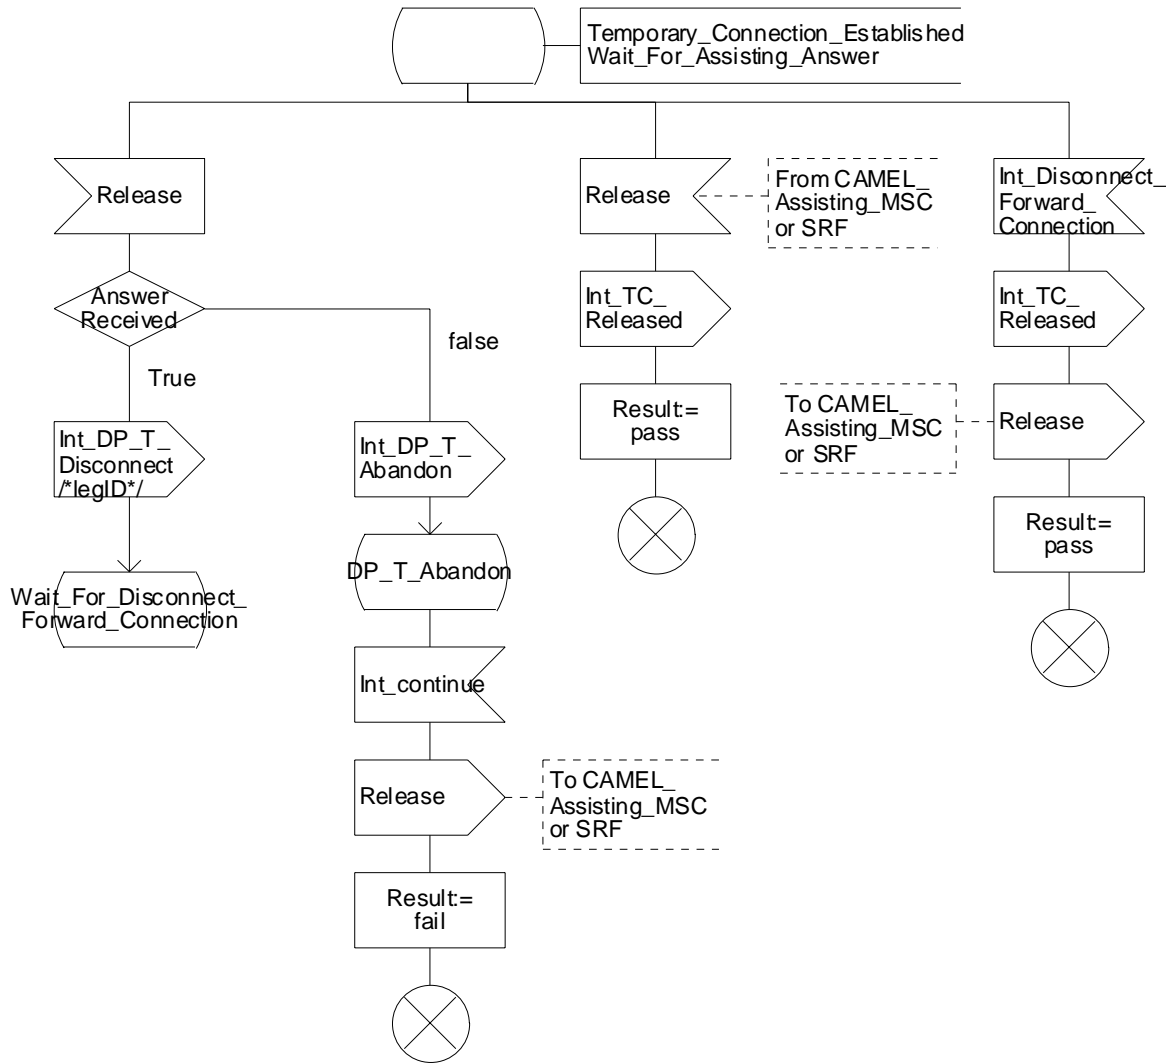 Temporary_Connection_Established
Wait_For_Assisting_Answer
Release
Release
From CAMEL_
Assisting_MSC
or SRF
Int_Disconnect_
Forward_
Connection
Answer
Received
Int_TC_
Released
Int_TC_
Released
false
True
Result:=
pass
To CAMEL_
Assisting_MSC
or SRF
Release
Int_DP_T_
Disconnect
/*legID*/
Int_DP_T_
Abandon
Result:=
pass
DP_T_Abandon
Wait_For_Disconnect_
Forward_Connection
Int_continue
Release
To CAMEL_
Assisting_MSC
or SRF
Result:=
fail